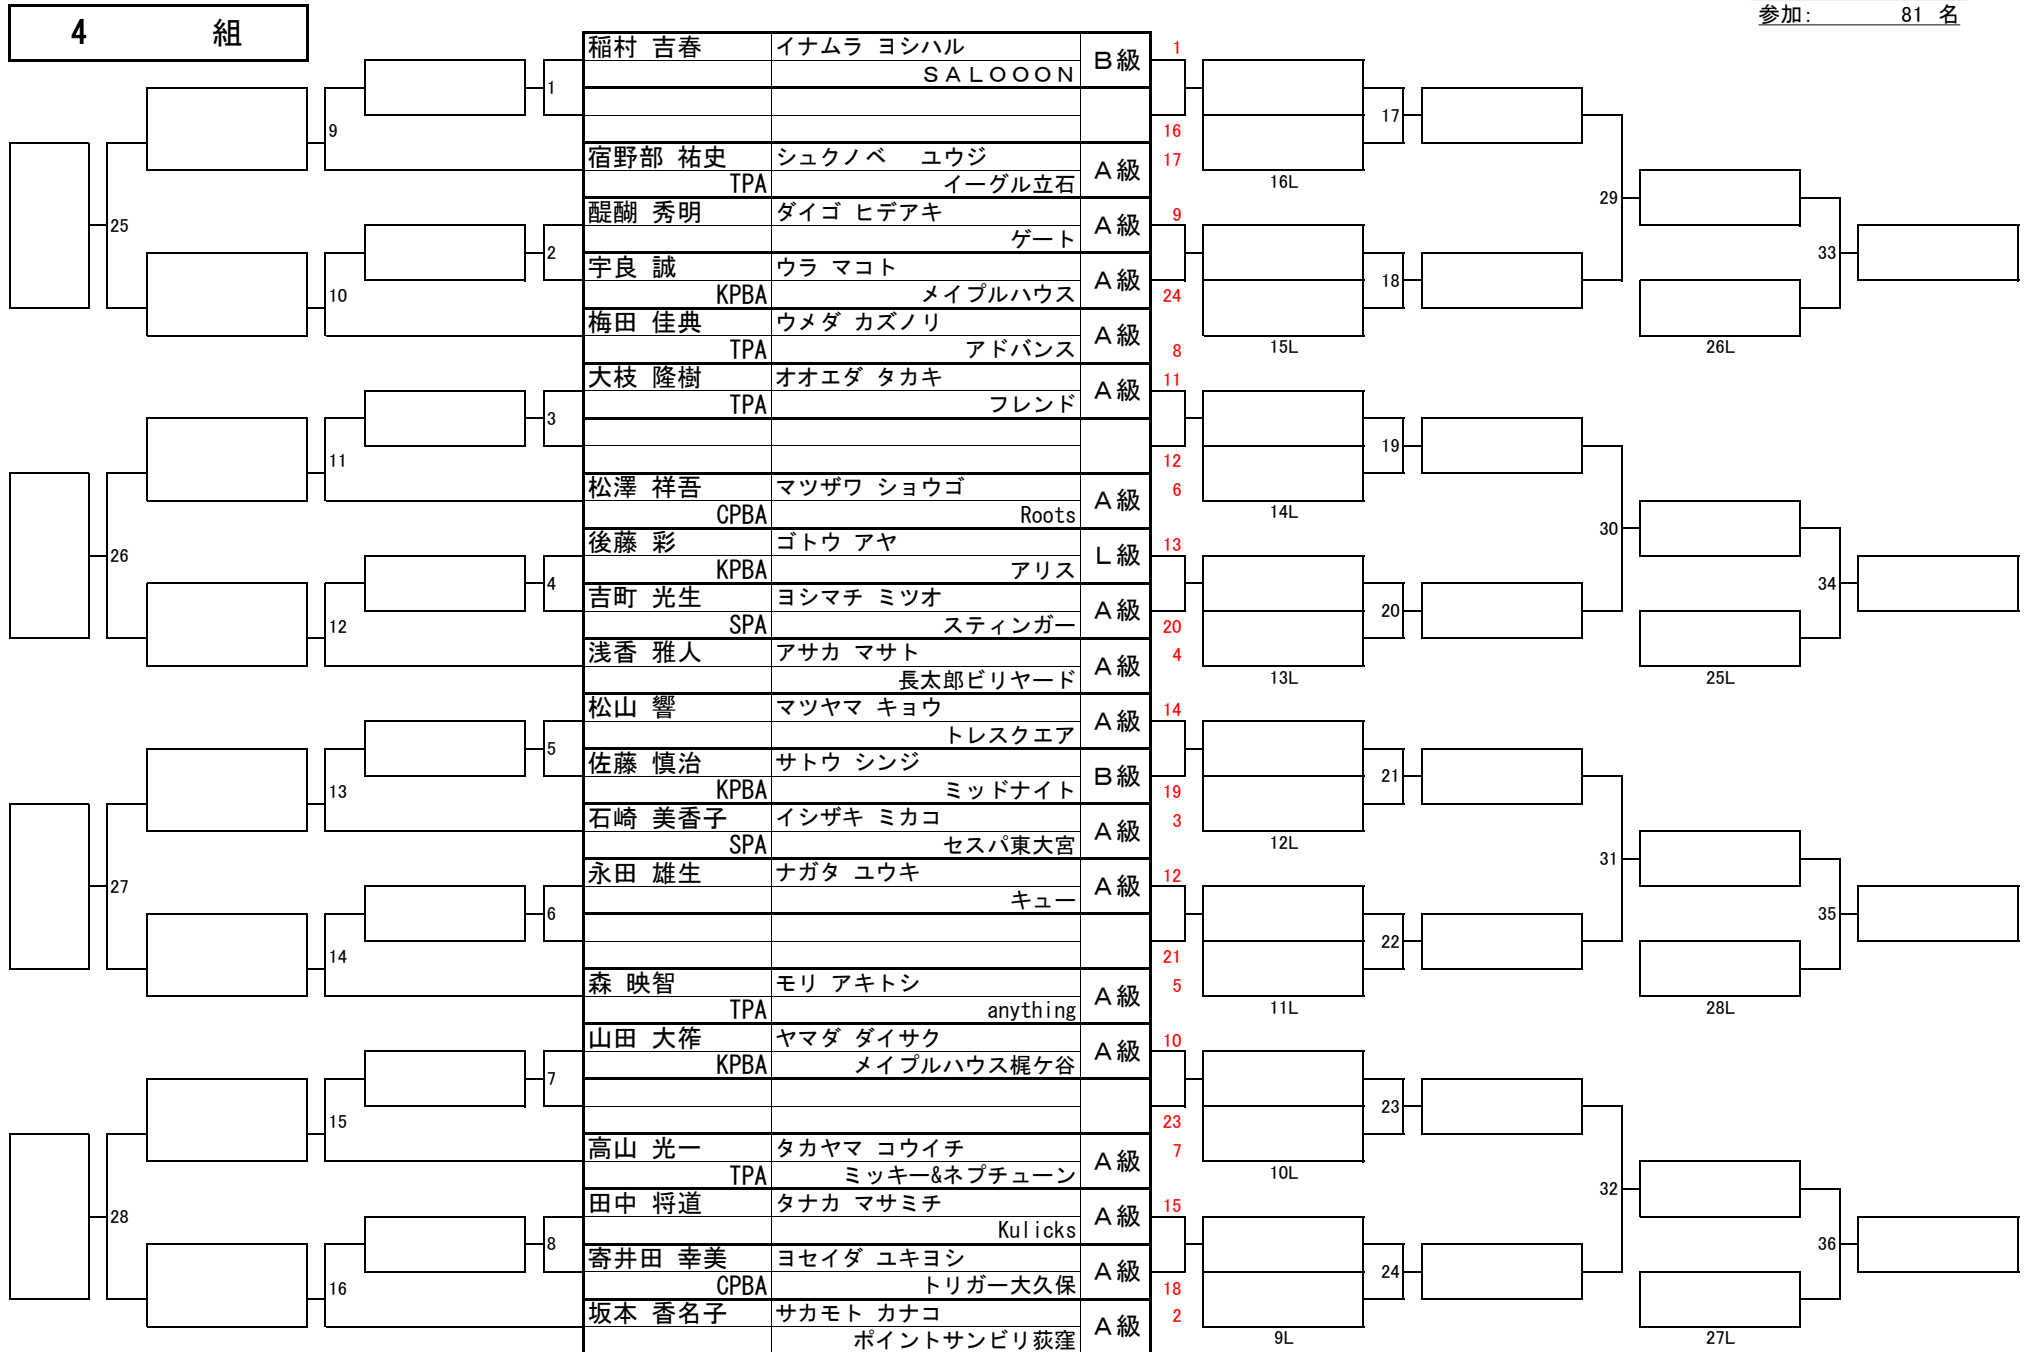 4 組
参加: 81 名
稲村 吉春 イナムラ ヨシハル B級 1
SALOOON
1
17
16
9
宿野部 祐史 シュクノベ ユウジ A級 17
TPA イーグル立石
16L
29
醍醐 秀明 ダイゴ ヒデアキ A級 9
25
ゲート
2
33
宇良 誠 ウラ マコト A級
18
KPBA メイプルハウス 24
10
梅田 佳典 ウメダ カズノリ A級
TPA アドバンス 8
15L 26L
大枝 隆樹 オオエダ タカキ A級 11
TPA フレンド
3
19
11
12
松澤 祥吾 マツザワ ショウゴ A級 6
CPBA Roots
14L
30
後藤 彩 ゴトウ アヤ L級 13
26
KPBA アリス
4
34
吉町 光生 ヨシマチ ミツオ A級
20
SPA スティンガー 20
12
浅香 雅人 アサカ マサト A級 4
長太郎ビリヤード
13L 25L
松山 響 マツヤマ キョウ A級 14
トレスクエア
5
佐藤 慎治 サトウ シンジ B級
21
KPBA ミッドナイト 19
13
石崎 美香子 イシザキ ミカコ A級 3
SPA セスパ東大宮
12L
31
永田 雄生 ナガタ ユウキ A級 12
27
キュー
6
35
22
21
14
森 映智 モリ アキトシ A級 5
TPA anything
11L 28L
山田 大筰 ヤマダ ダイサク A級 10
KPBA メイプルハウス梶ケ谷
7
23
23
15
高山 光一 タカヤマ コウイチ A級 7
TPA ミッキー&ネプチューン
10L
32
田中 将道 タナカ マサミチ A級 15
28
Kulicks
8
36
寄井田 幸美 ヨセイダ ユキヨシ A級
24
CPBA トリガー大久保 18
16
坂本 香名子 サカモト カナコ A級 2
ポイントサンビリ荻窪
9L 27L